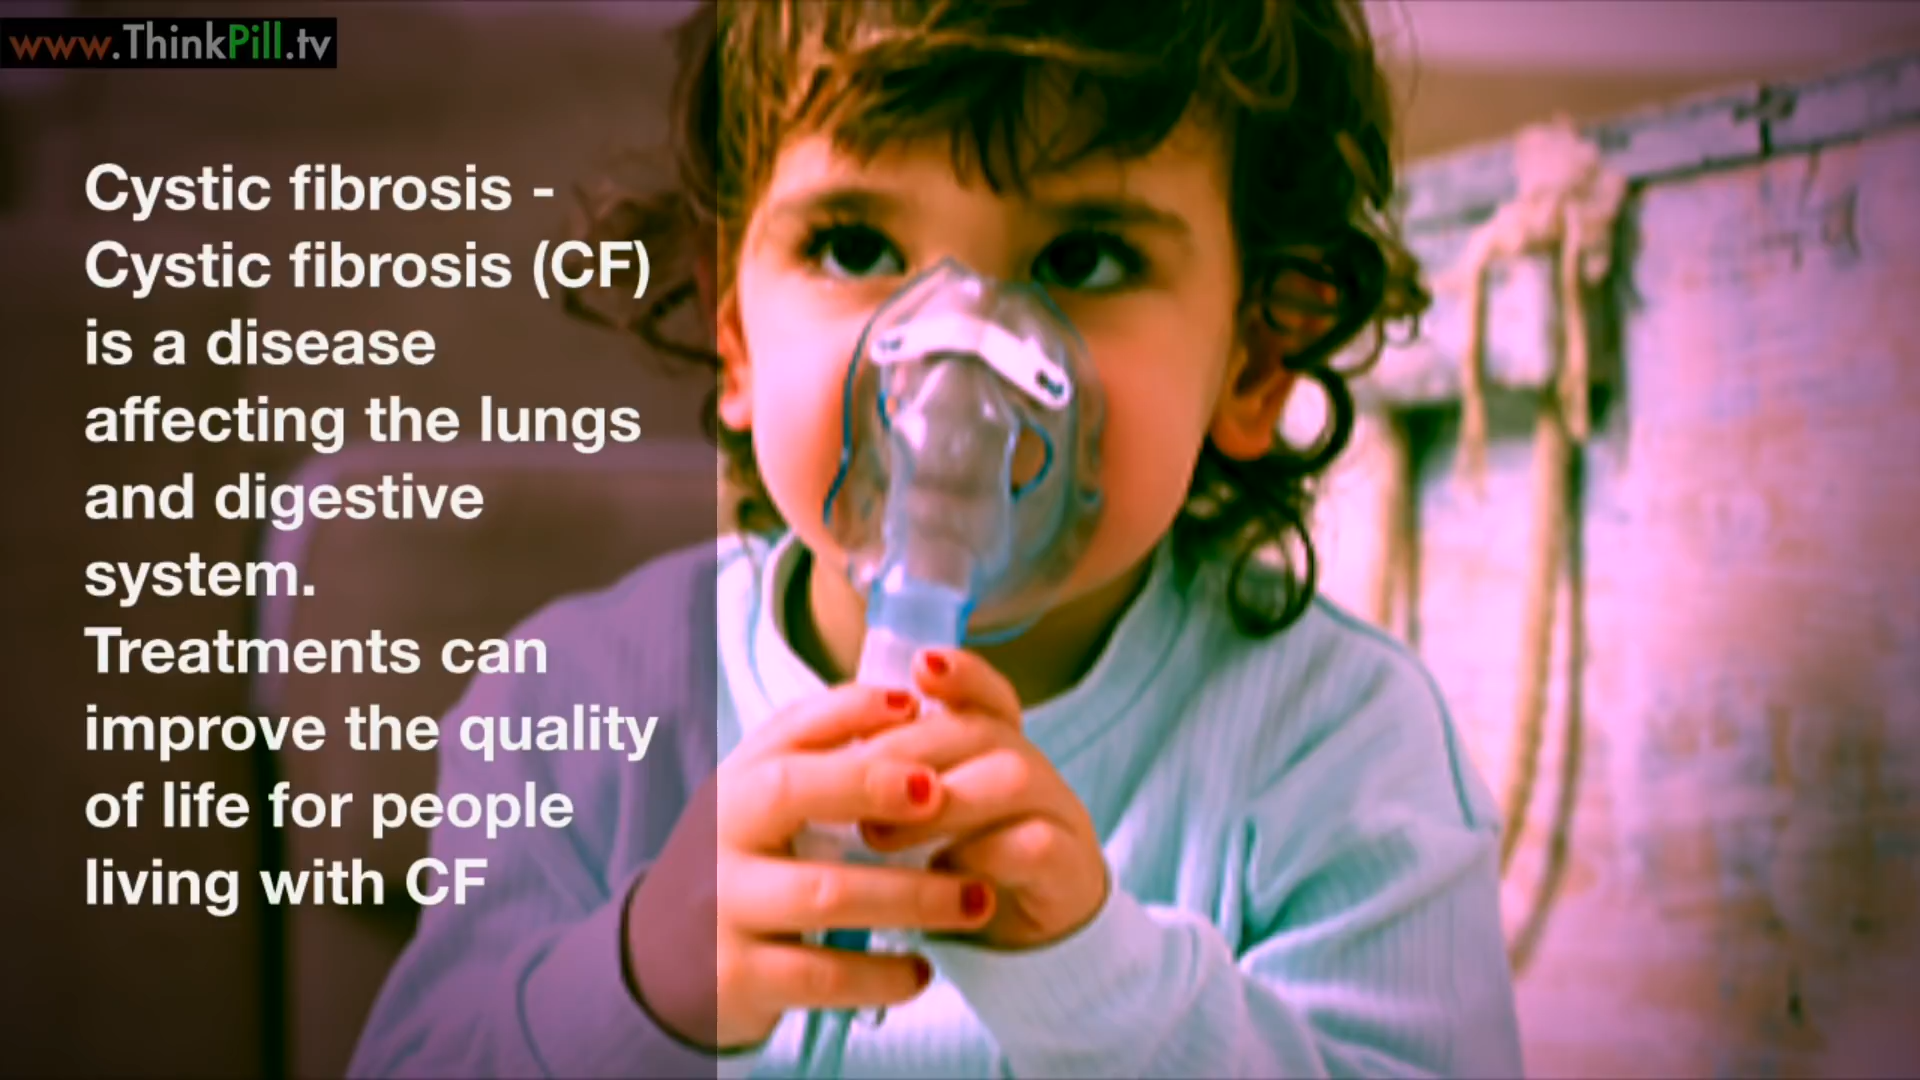 www.ThinkPill.tv
Cystic fibrosis -
Cystic fibrosis (CF)
is a disease
affecting the lungs
and digestive
system.
Treatments can
improve the quality
of life for people
living with CF